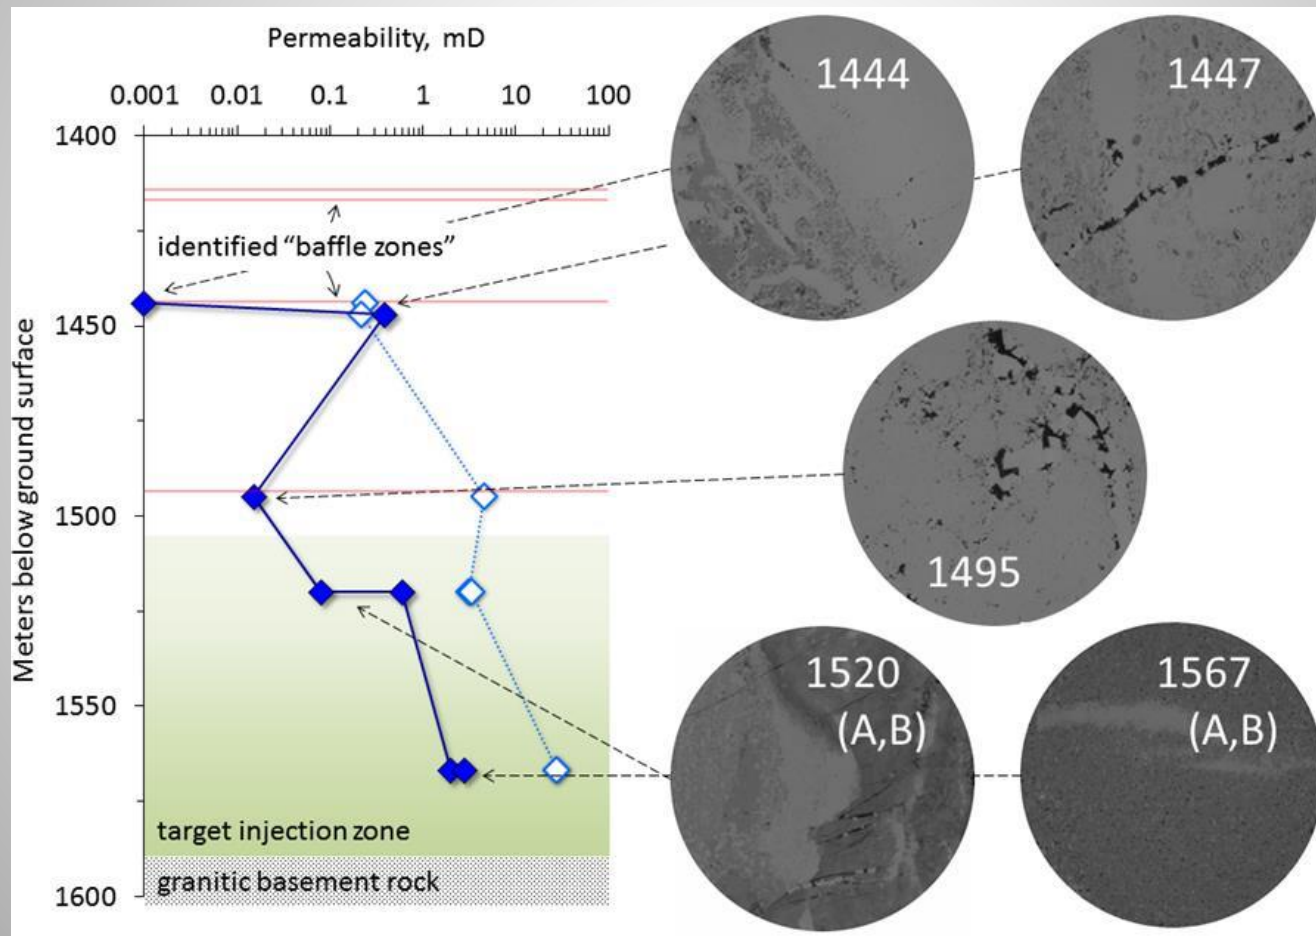 Permeability, mD
0.001 0.01 0.1 1 10 100
1400
1450
1500
1550
1600
Meters below ground surface
identified “baffle zones”
target injection zone
granitic basement rock
1444
1447
1495
1520
(A,B)
1567
(A,B)